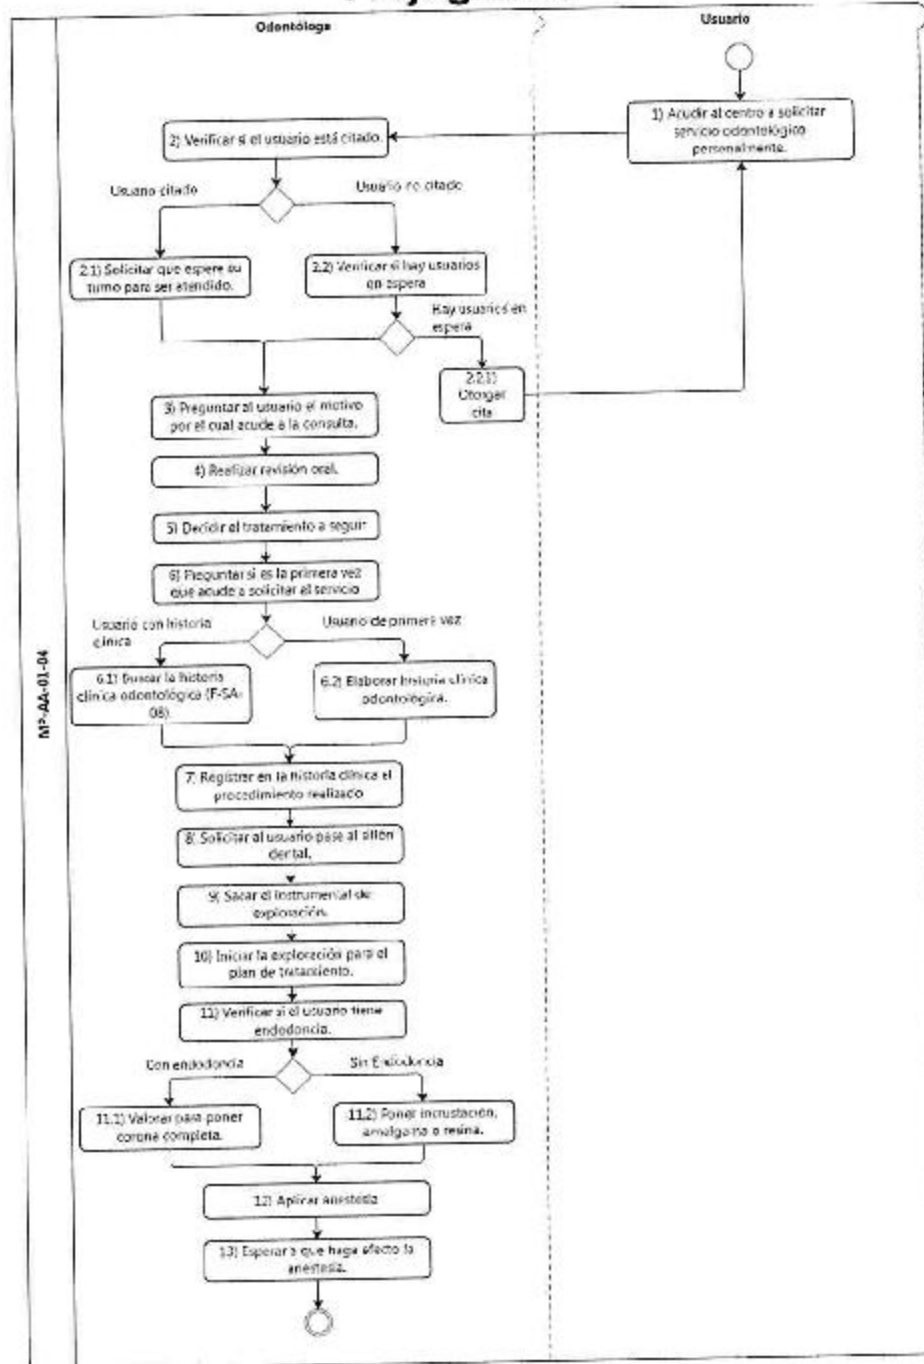 Odontóloga
Usuario
1) Acudir al centro a solicitar
servicio odontológico
personalmente.
2) Verificar si el usuario está citado.
Usuario citado
Usuario no citado
2.1) Solicitar que espere su
turno para ser atendido.
2.2) Verificar si hay usuarios
en espera
Hay usuarios en
espera
2.2.1)
Otorgar
cita
3) Preguntar al usuario el motivo
por el cual acude a la consulta.
4) Realizar revisión oral.
5) Decidir el tratamiento a seguir
6) Preguntar si es la primera vez
que acude a solicitar el servicio
Usuario con historia
clínica
Usuario de primera vez
6.1) Buscar la historia
clínica odontológica (F-SA-
08).
6.2) Elaborar historia clínica
odontológica.
MP-AA-01-04
7) Registrar en la historia clínica el
procedimiento realizado
8) Solicitar al usuario pase al sillón
dental.
9) Sacar el instrumental de
exploración.
10) Iniciar la exploración para el
plan de tratamiento.
11) Verificar si el usuario tiene
endodoncia.
Con endodoncia
Sin Endodoncia
11.1) Valorar para poner
corona completa.
11.2) Poner incrustación,
amalgama o resina.
12) Aplicar anestesia
13) Esperar a que haga efecto la
anestesia.